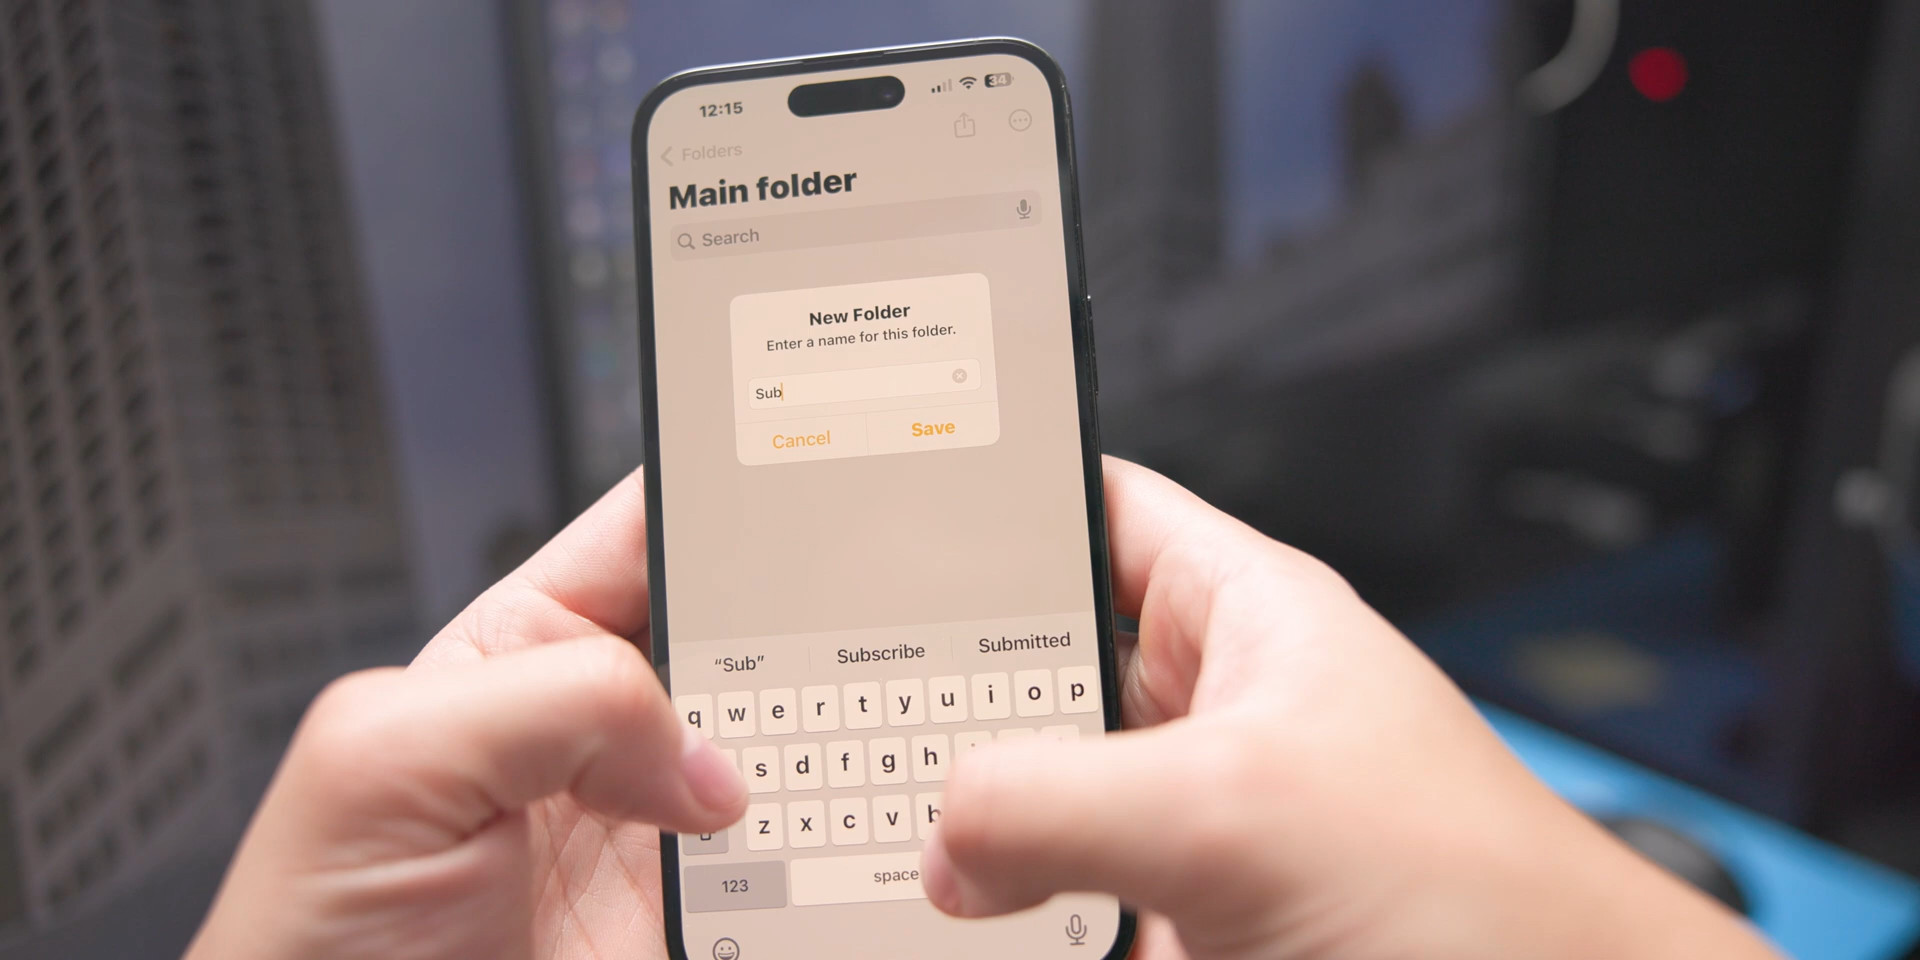 12:15
34
Folders
Main folder
Search
New Folder
Enter a name for this folder.
Sub
Cancel Save
“Sub” Subscribe Submitted
q w e r t y u i o p
s d f g h
z x c v b
123 space